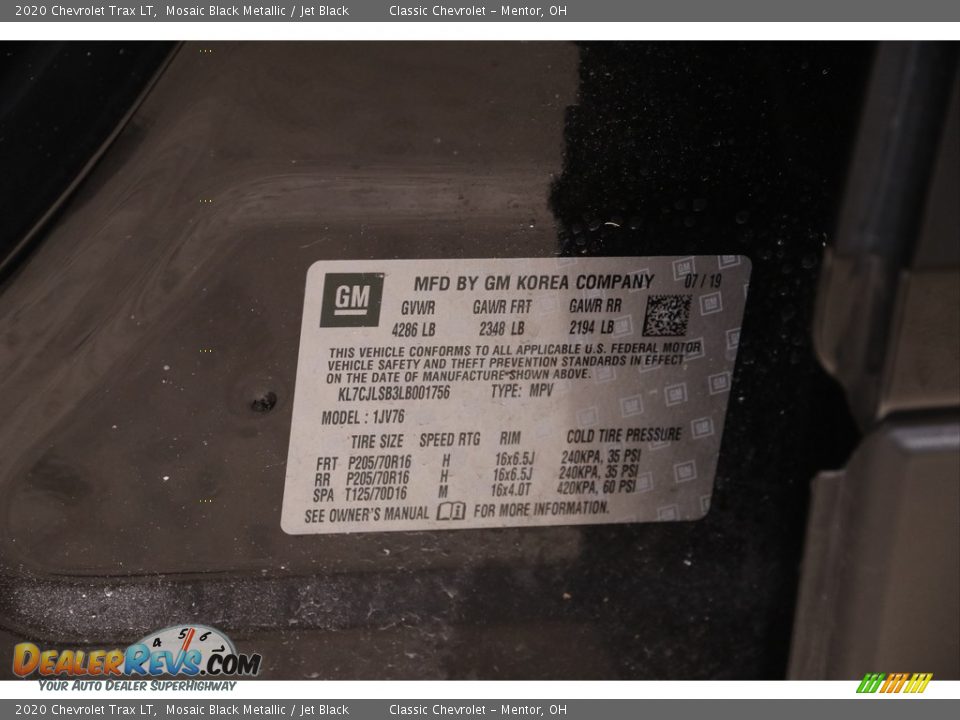 2020 Chevrolet Trax LT, Mosaic Black Metallic / Jet Black Classic Chevrolet - Mentor, OH
GM MFD BY GM KOREA COMPANY 07 / 19
GVWR GAWR FRT GAWR RR
4286 LB 2348 LB 2194 LB
THIS VEHICLE CONFORMS TO ALL APPLICABLE U.S. FEDERAL MOTOR
VEHICLE SAFETY AND THEFT PREVENTION STANDARDS IN EFFECT
ON THE DATE OF MANUFACTURE SHOWN ABOVE.
KL7CJLSB3LB001756 TYPE: MPV
MODEL : 1JV76
TIRE SIZE SPEED RTG RIM COLD TIRE PRESSURE
FRT P205/70R16 H 16x6.5J 240KPA, 35 PSI
RR P205/70R16 H 16x6.5J 240KPA, 35 PSI
SPA T125/70D16 M 16x4.0T 420KPA, 60 PSI
SEE OWNER'S MANUAL FOR MORE INFORMATION.
4 5 6
DEALERREVS.COM
YOUR AUTO DEALER SUPERHIGHWAY
2020 Chevrolet Trax LT, Mosaic Black Metallic / Jet Black Classic Chevrolet - Mentor, OH